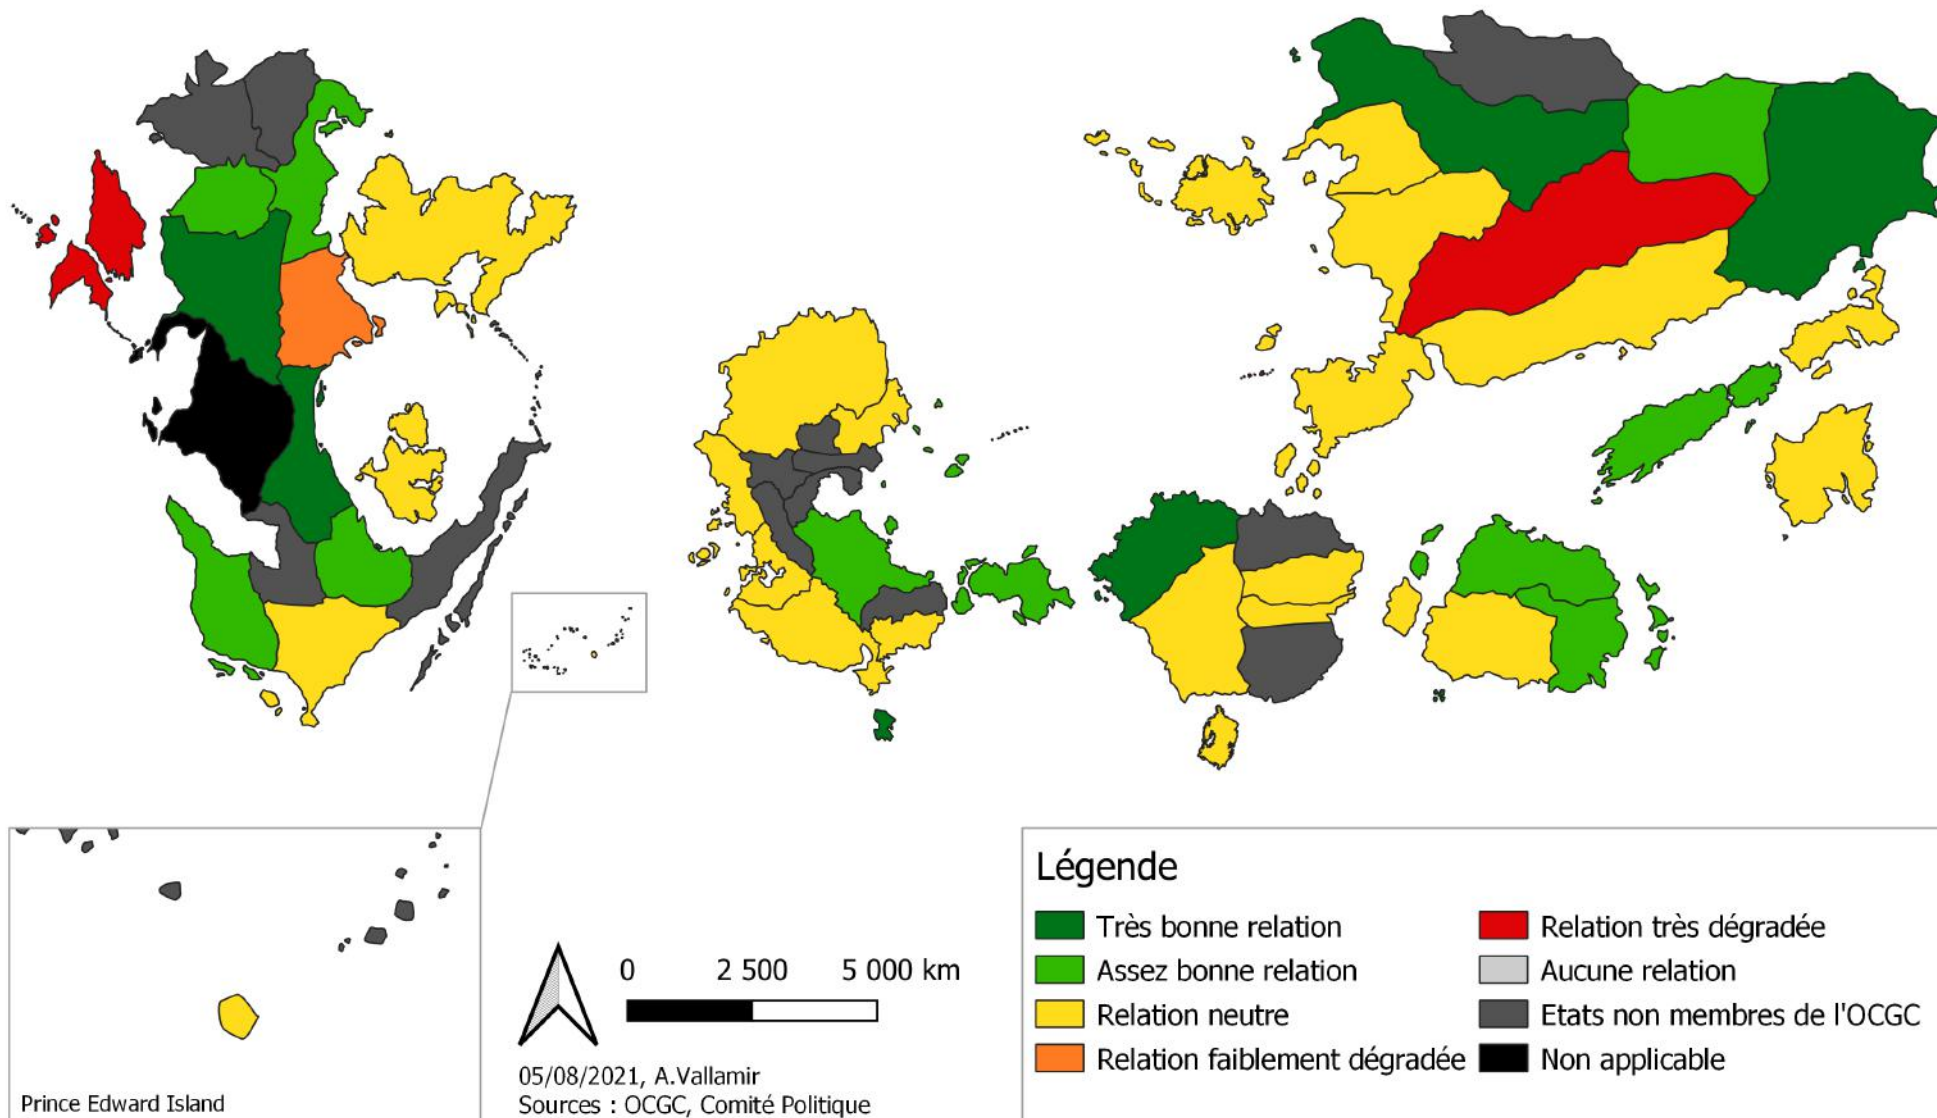 Prince Edward Island
0 2 500 5 000 km
05/08/2021, A.Vallamir
Sources : OCGC, Comité Politique
Légende
Très bonne relation
Assez bonne relation
Relation neutre
Relation faiblement dégradée
Relation très dégradée
Aucune relation
Etats non membres de l'OCGC
Non applicable